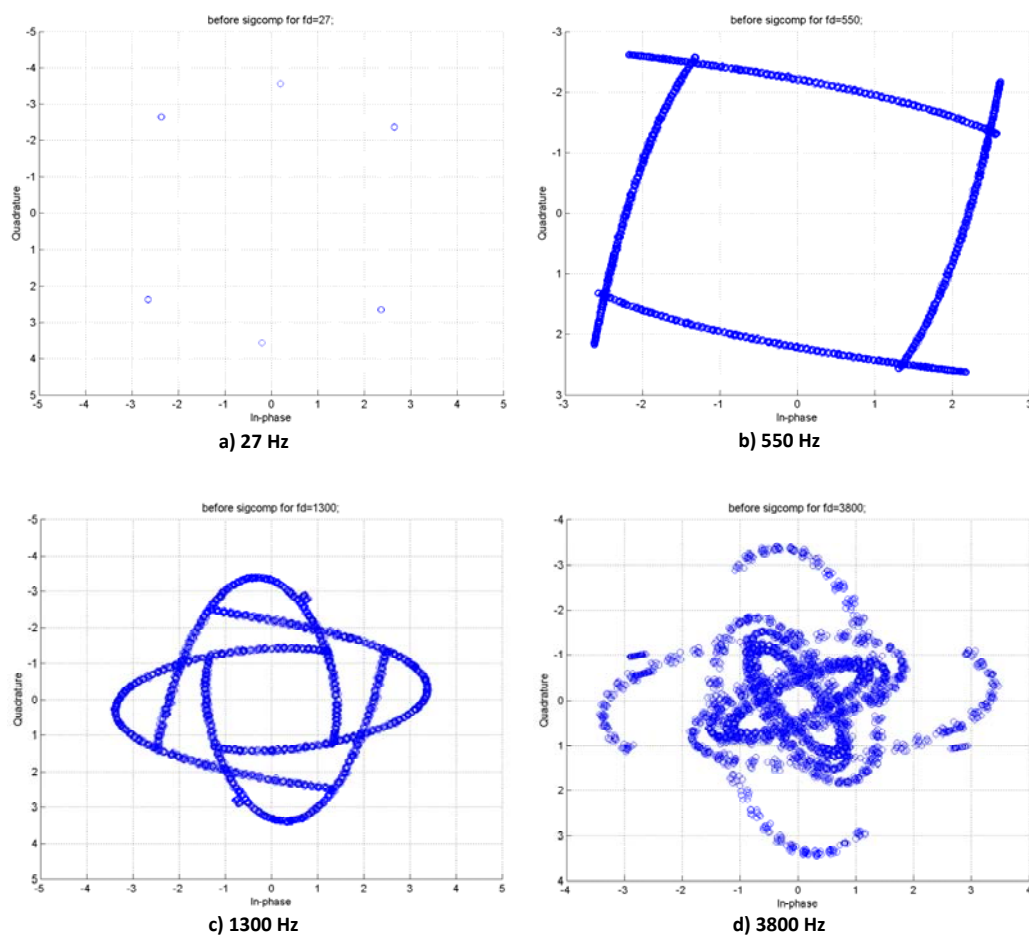 before sigcomp for fd=27;
-5
-4
-3
-2
-1
0
1
2
3
4
5
Quadrature
-5 -4 -3 -2 -1 0 1 2 3 4 5
In-phase
a) 27 Hz
before sigcomp for fd=550;
-3
-2
-1
0
1
2
3
Quadrature
-3 -2 -1 0 1 2 3
In-phase
b) 550 Hz
before sigcomp for fd=1300;
-5
-4
-3
-2
-1
0
1
2
3
4
5
Quadrature
-5 -4 -3 -2 -1 0 1 2 3 4 5
In-phase
c) 1300 Hz
before sigcomp for fd=3800;
-4
-3
-2
-1
0
1
2
3
4
Quadrature
-4 -3 -2 -1 0 1 2 3 4
In-phase
d) 3800 Hz